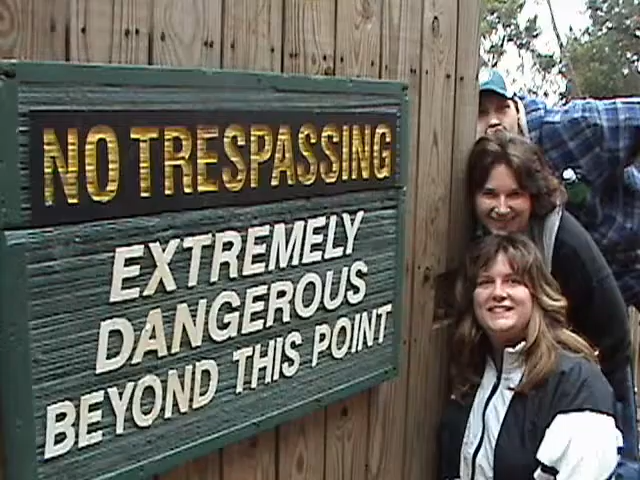 NO TRESPASSING
EXTREMELY
DANGEROUS
BEYOND THIS POINT